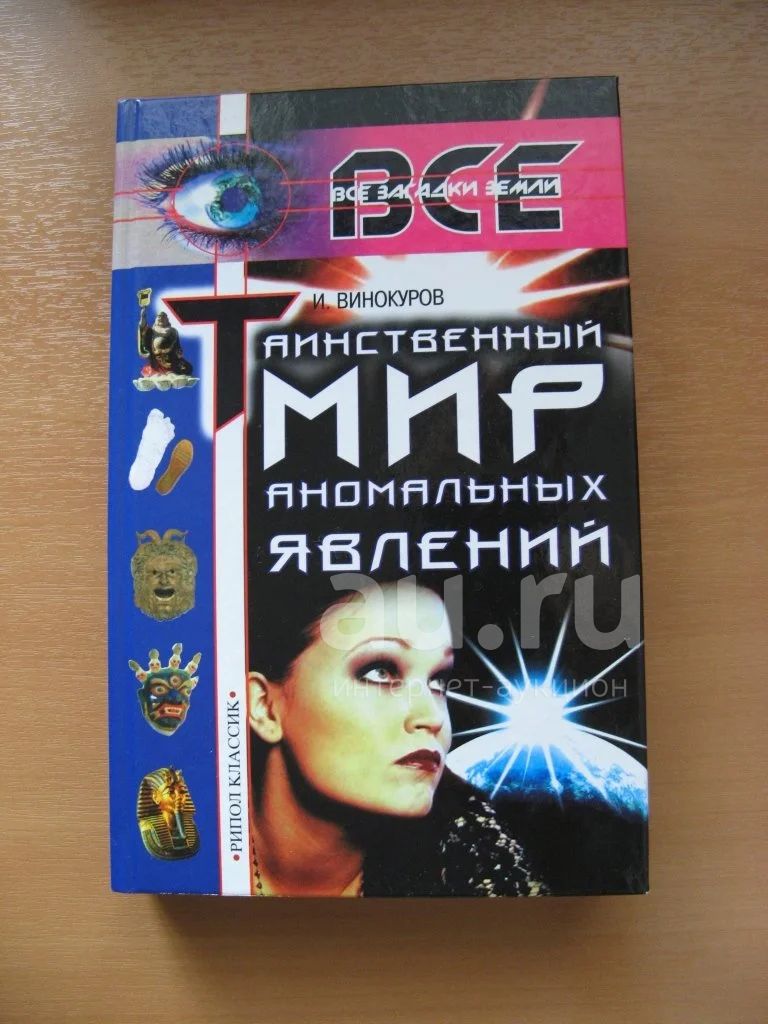 ВСЕ
ВСЕ ЗАГАДКИ ЗЕМЛИ
И. ВИНОКУРОВ
ТАИНСТВЕННЫЙ
МИР
АНОМАЛЬНЫХ
ЯВЛЕНИЙ
au.ru
интернет-аукцион
•РИПОЛ КЛАССИК•